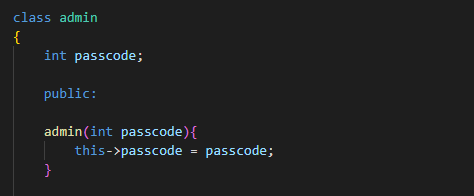 class admin
{
int passcode;
public:
admin(int passcode){
this->passcode = passcode;
}